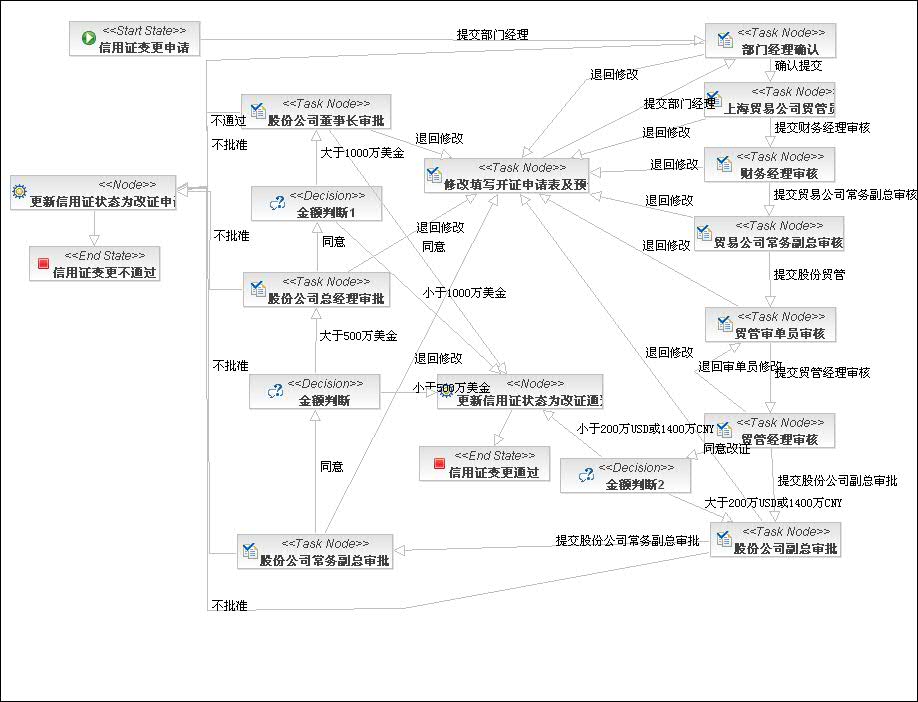 <<Start State>>
信用证变更申请
提交部门经理
<<Task Node>>
部门经理确认
确认提交
退回修改
<<Task Node>>
上海贸易公司贸管员
提交部门经理
<<Task Node>>
股份公司董事长审批
不通过
不批准
退回修改
退回修改
提交财务经理审核
大于1000万美金
<<Task Node>>
修改填写开证申请表及预
退回修改
<<Task Node>>
财务经理审核
<<Node>>
更新信用证状态为改证申请
<<Decision>>
金额判断1
提交贸易公司常务副总审核
退回修改
不批准
同意
退回修改
同意
<<Task Node>>
贸易公司常务副总审核
退回修改
<<End State>>
信用证变更不通过
<<Task Node>>
股份公司总经理审批
提交股份贸管
小于1000万美金
<<Task Node>>
贸管审单员审核
大于500万美金
不批准
退回修改
退回修改
退回审单员修改
提交贸管经理审核
<<Decision>>
金额判断
小于500万美金
<<Node>>
更新信用证状态为改证通过
小于200万USD或1400万CNY
<<Task Node>>
贸管经理审核
同意改证
<<End State>>
信用证变更通过
同意
<<Decision>>
金额判断2
提交股份公司副总审批
大于200万USD或1400万CNY
<<Task Node>>
股份公司常务副总审批
提交股份公司常务副总审批
<<Task Node>>
股份公司副总审批
不批准